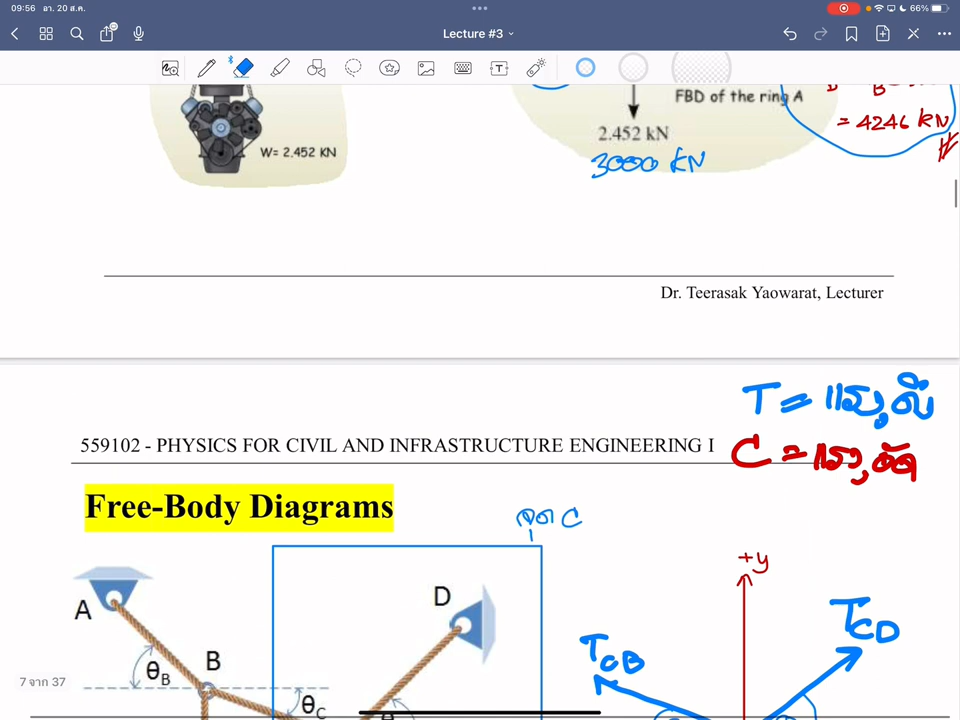 09:56 อา. 20 ส.ค.
66%
Lecture #3
FBD of the ring A
B
= 4246 kN
2.452 kN
W= 2.452 KN
3000 KN
Dr. Teerasak Yaowarat, Lecturer
T = แรงดึง
559102 - PHYSICS FOR CIVIL AND INFRASTRUCTURE ENGINEERING I
C = แรงอัด
Free-Body Diagrams
จุด C
+y
A
D
TCD
TCB
B
θB
θC
7 จาก 37